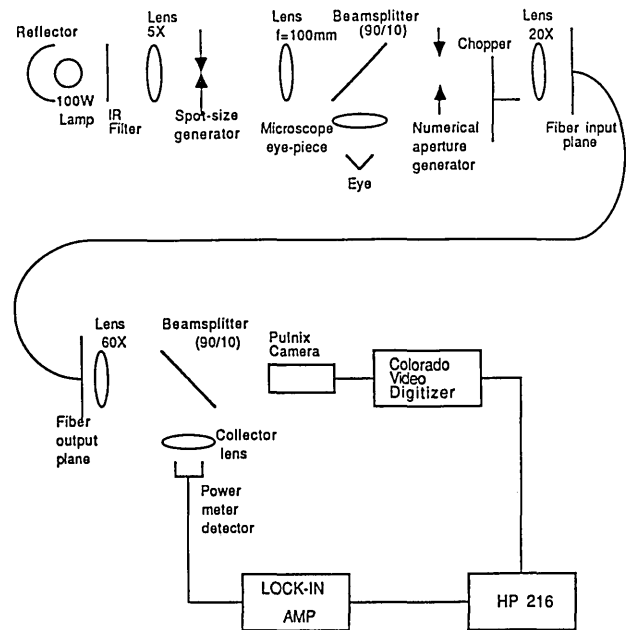 Reflector
100W
Lamp
IR
Filter
Lens
5X
Spot-size
generator
Lens
f=100mm
Beamsplitter
(90/10)
Microscope
eye-piece
Eye
Numerical
aperture
generator
Chopper
Lens
20X
Fiber input
plane
Lens
60X
Fiber
output
plane
Beamsplitter
(90/10)
Collector
lens
Power
meter
detector
Pulnix
Camera
Colorado
Video
Digitizer
LOCK-IN
AMP
HP 216